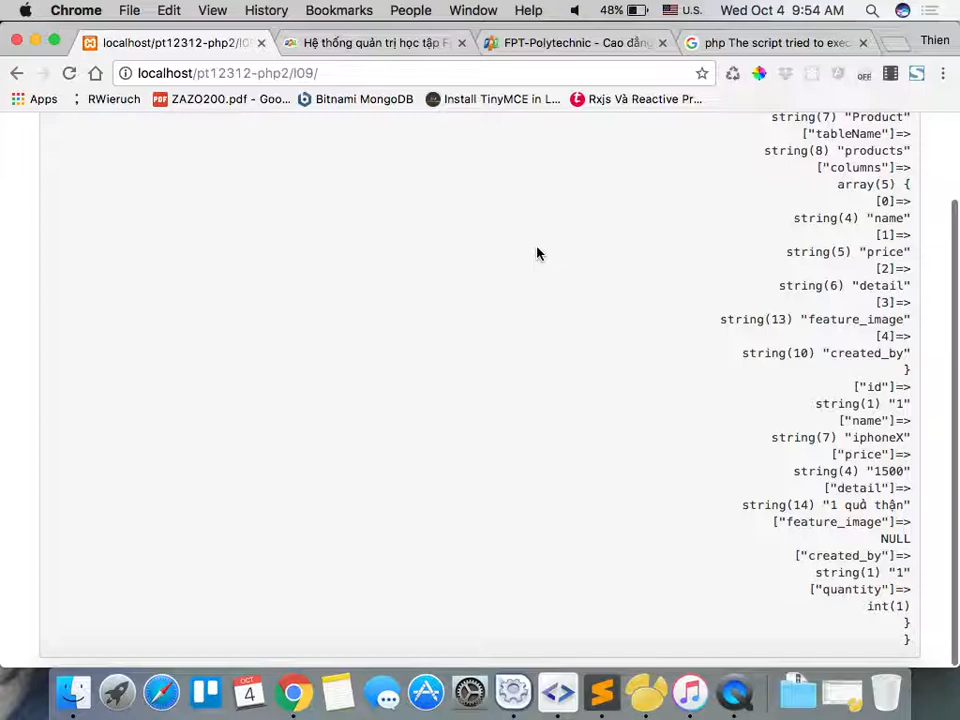 Chrome File Edit View History Bookmarks People Window Help 48% U.S. Wed Oct 4 9:54 AM
localhost/pt12312-php2/l09 Hệ thống quản trị học tập F FPT-Polytechnic - Cao đẳng php The script tried to exec Thien
localhost/pt12312-php2/l09/ OFF
Apps RWieruch ZAZO200.pdf - Goo... Bitnami MongoDB Install TinyMCE in L... Rxjs Và Reactive Pr...
string(7) "Product"
["tableName"]=>
string(8) "products"
["columns"]=>
array(5) {
[0]=>
string(4) "name"
[1]=>
string(5) "price"
[2]=>
string(6) "detail"
[3]=>
string(13) "feature_image"
[4]=>
string(10) "created_by"
}
["id"]=>
string(1) "1"
["name"]=>
string(7) "iphoneX"
["price"]=>
string(4) "1500"
["detail"]=>
string(14) "1 quả thận"
["feature_image"]=>
NULL
["created_by"]=>
string(1) "1"
["quantity"]=>
int(1)
}
}
OCT
4